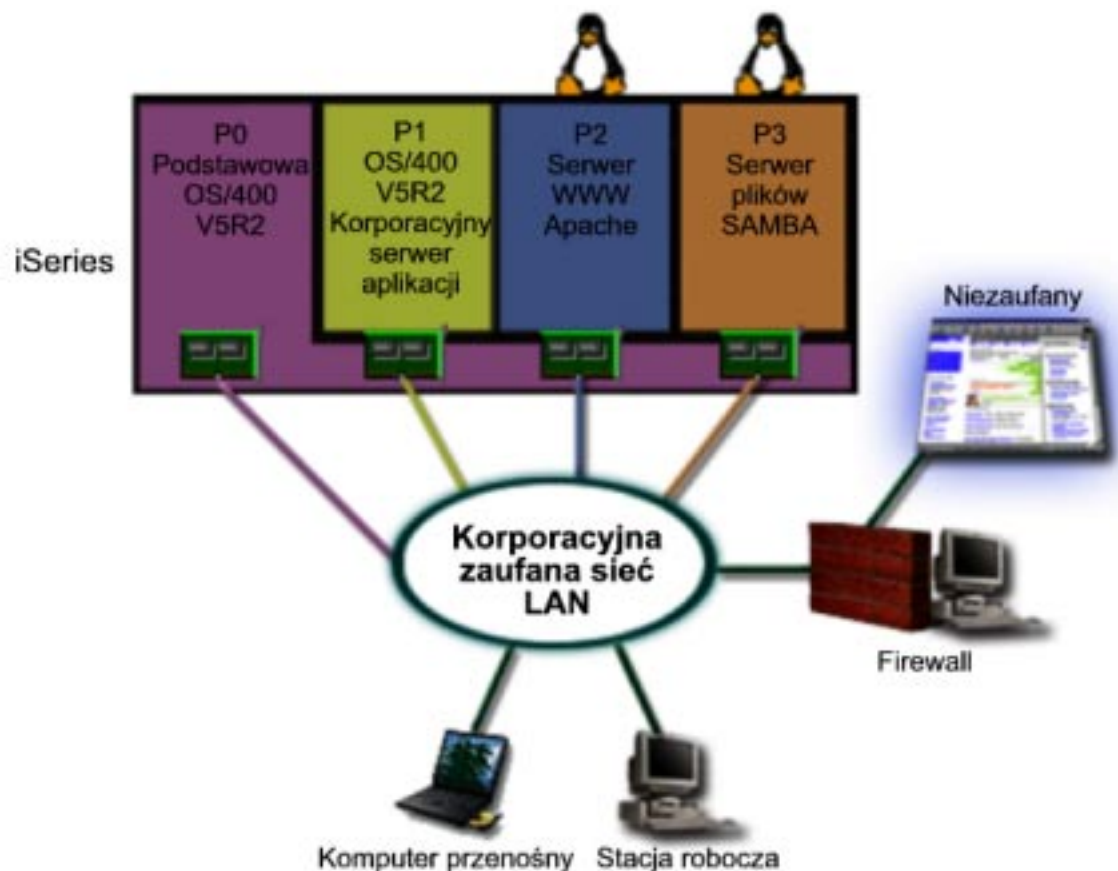 P0
Podstawowa
OS/400
V5R2
P1
OS/400
V5R2
Korporacyjny
serwer
aplikacji
P2
Serwer
WWW
Apache
P3
Serwer
plików
SAMBA
iSeries
Niezaufany
Korporacyjna
zaufana sieć
LAN
Firewall
Komputer przenośny
Stacja robocza